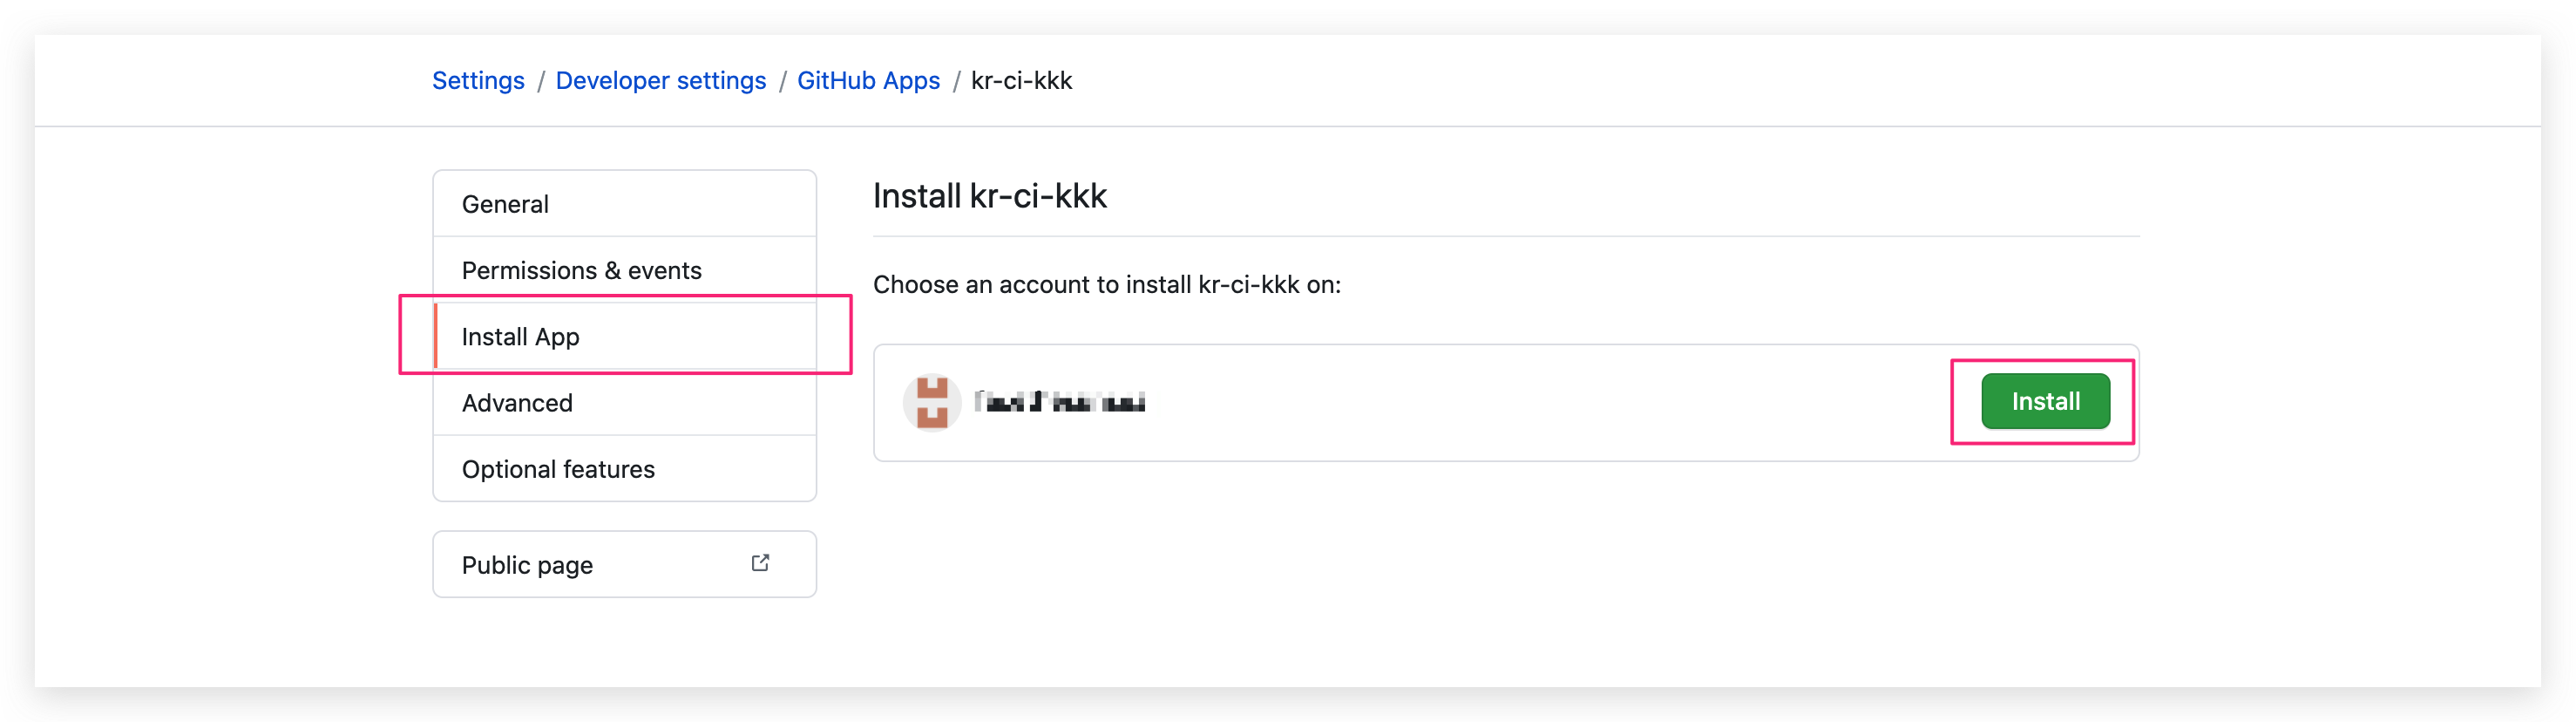 Settings / Developer settings / GitHub Apps / kr-ci-kkk
General
Permissions & events
Install App
Advanced
Optional features
Public page
Install kr-ci-kkk
Choose an account to install kr-ci-kkk on:
Install